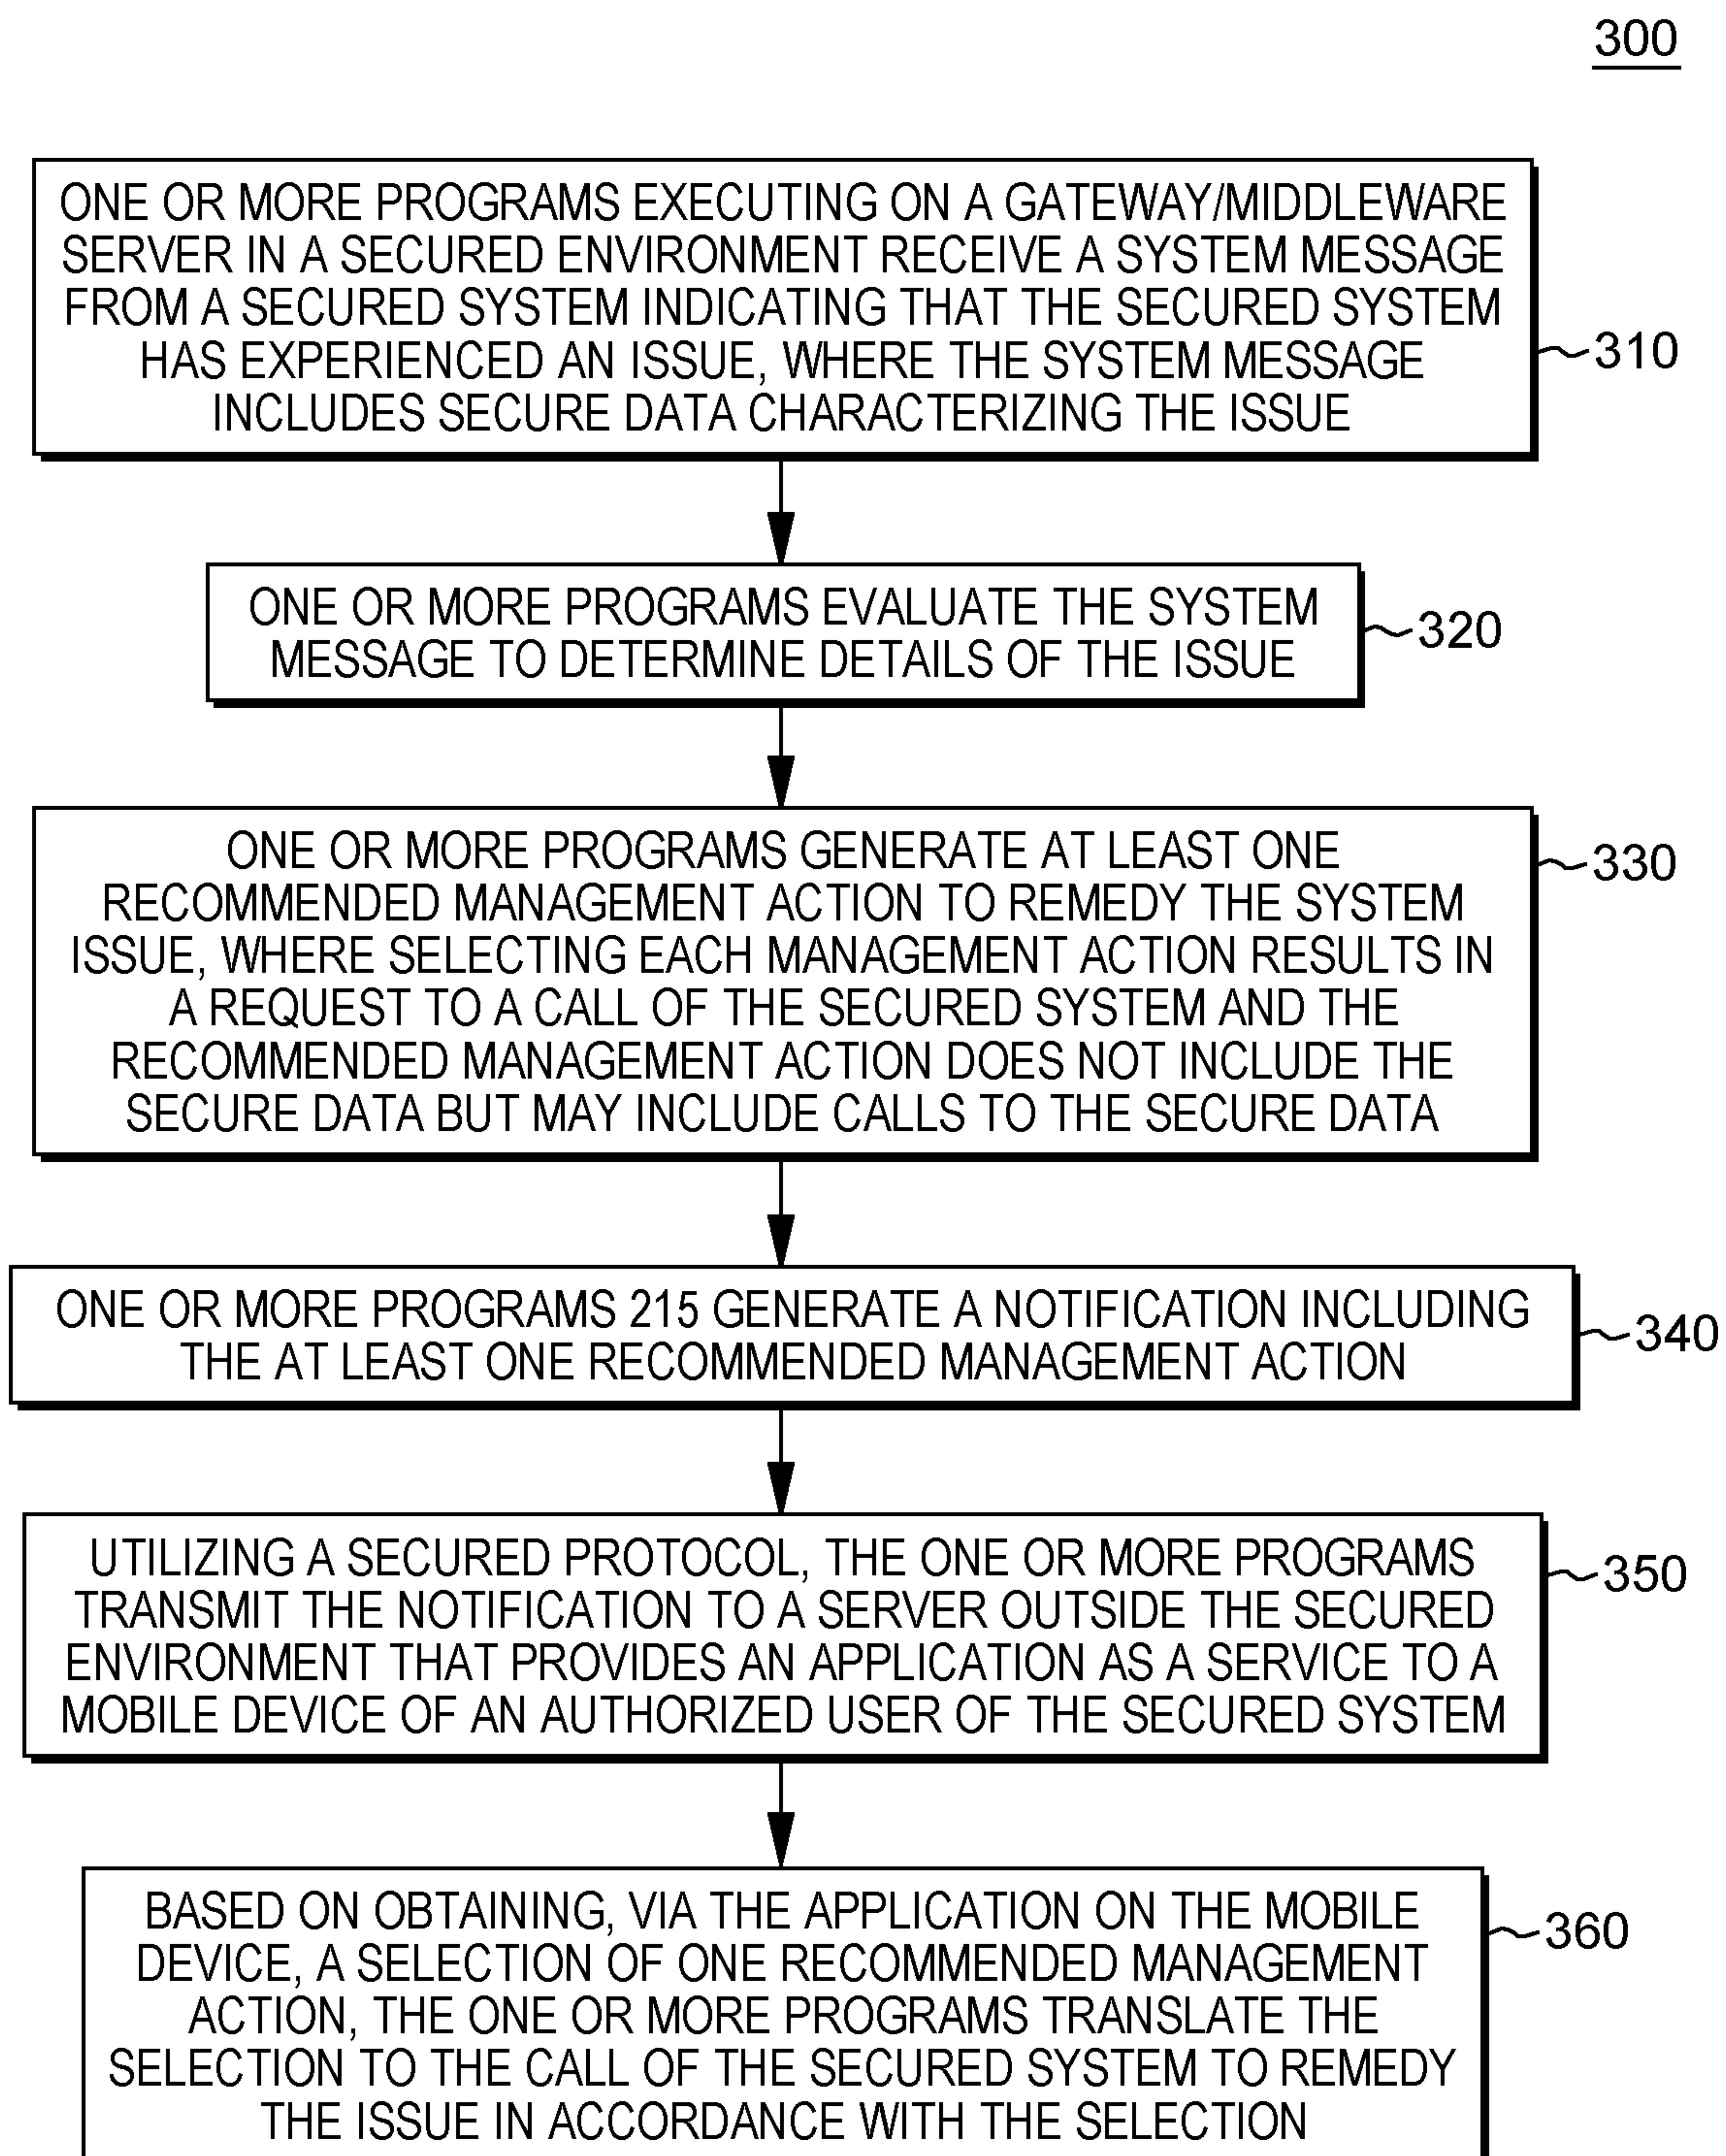 300
ONE OR MORE PROGRAMS EXECUTING ON A GATEWAY/MIDDLEWARE
SERVER IN A SECURED ENVIRONMENT RECEIVE A SYSTEM MESSAGE
FROM A SECURED SYSTEM INDICATING THAT THE SECURED SYSTEM
HAS EXPERIENCED AN ISSUE, WHERE THE SYSTEM MESSAGE
INCLUDES SECURE DATA CHARACTERIZING THE ISSUE
310
ONE OR MORE PROGRAMS EVALUATE THE SYSTEM
MESSAGE TO DETERMINE DETAILS OF THE ISSUE
320
ONE OR MORE PROGRAMS GENERATE AT LEAST ONE
RECOMMENDED MANAGEMENT ACTION TO REMEDY THE SYSTEM
ISSUE, WHERE SELECTING EACH MANAGEMENT ACTION RESULTS IN
A REQUEST TO A CALL OF THE SECURED SYSTEM AND THE
RECOMMENDED MANAGEMENT ACTION DOES NOT INCLUDE THE
SECURE DATA BUT MAY INCLUDE CALLS TO THE SECURE DATA
330
ONE OR MORE PROGRAMS 215 GENERATE A NOTIFICATION INCLUDING
THE AT LEAST ONE RECOMMENDED MANAGEMENT ACTION
340
UTILIZING A SECURED PROTOCOL, THE ONE OR MORE PROGRAMS
TRANSMIT THE NOTIFICATION TO A SERVER OUTSIDE THE SECURED
ENVIRONMENT THAT PROVIDES AN APPLICATION AS A SERVICE TO A
MOBILE DEVICE OF AN AUTHORIZED USER OF THE SECURED SYSTEM
350
BASED ON OBTAINING, VIA THE APPLICATION ON THE MOBILE
DEVICE, A SELECTION OF ONE RECOMMENDED MANAGEMENT
ACTION, THE ONE OR MORE PROGRAMS TRANSLATE THE
SELECTION TO THE CALL OF THE SECURED SYSTEM TO REMEDY
THE ISSUE IN ACCORDANCE WITH THE SELECTION
360